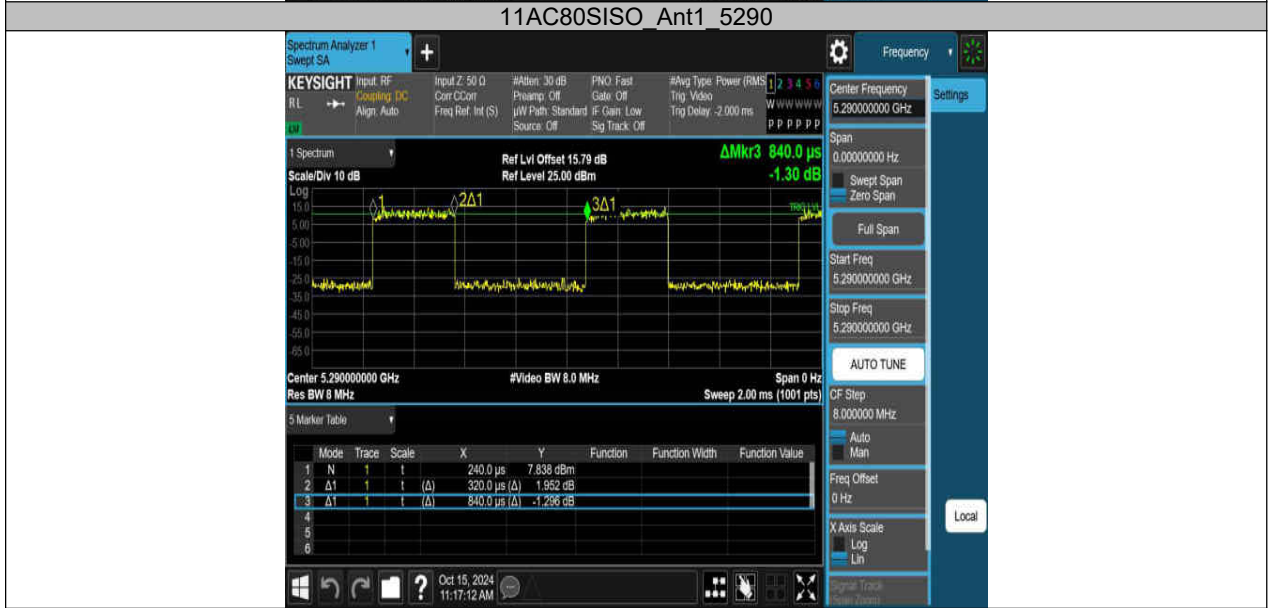 11AC80SISO_Ant1_5290
Spectrum Analyzer 1
Swept SA
+
Frequency
KEYSIGHT
RL
Input: RF
Coupling: DC
Align: Auto
Input Z: 50 Ω
Corr CCorr
Freq Ref: Int (S)
#Atten: 30 dB
Preamp: Off
µW Path: Standard
Source: Off
PNO: Fast
Gate: Off
IF Gain: Low
Sig Track: Off
#Avg Type: Power (RMS
Trig: Video
Trig Delay: -2.000 ms
1 2 3 4 5 6
W W W W W W
P P P P P P
1 Spectrum
Scale/Div 10 dB
Ref Lvl Offset 15.79 dB
Ref Level 25.00 dBm
ΔMkr3 840.0 µs
-1.30 dB
Log
15.0
5.00
-5.00
-15.0
-25.0
-35.0
-45.0
-55.0
-65.0
1
2Δ1
3Δ1
TRIG LVL
Center 5.290000000 GHz
Res BW 8 MHz
#Video BW 8.0 MHz
Span 0 Hz
Sweep 2.00 ms (1001 pts)
5 Marker Table
Mode Trace Scale X Y Function Function Width Function Value
1 N 1 t 240.0 µs 7.838 dBm
2 Δ1 1 t (Δ) 320.0 µs (Δ) 1.952 dB
3 Δ1 1 t (Δ) 840.0 µs (Δ) -1.296 dB
4
5
6
?
Oct 15, 2024
11:17:12 AM
Settings
Center Frequency
5.290000000 GHz
Span
0.00000000 Hz
Swept Span
Zero Span
Full Span
Start Freq
5.290000000 GHz
Stop Freq
5.290000000 GHz
AUTO TUNE
CF Step
8.000000 MHz
Auto
Man
Freq Offset
0 Hz
X Axis Scale
Log
Lin
Signal Track
(Span Zoom)
Local